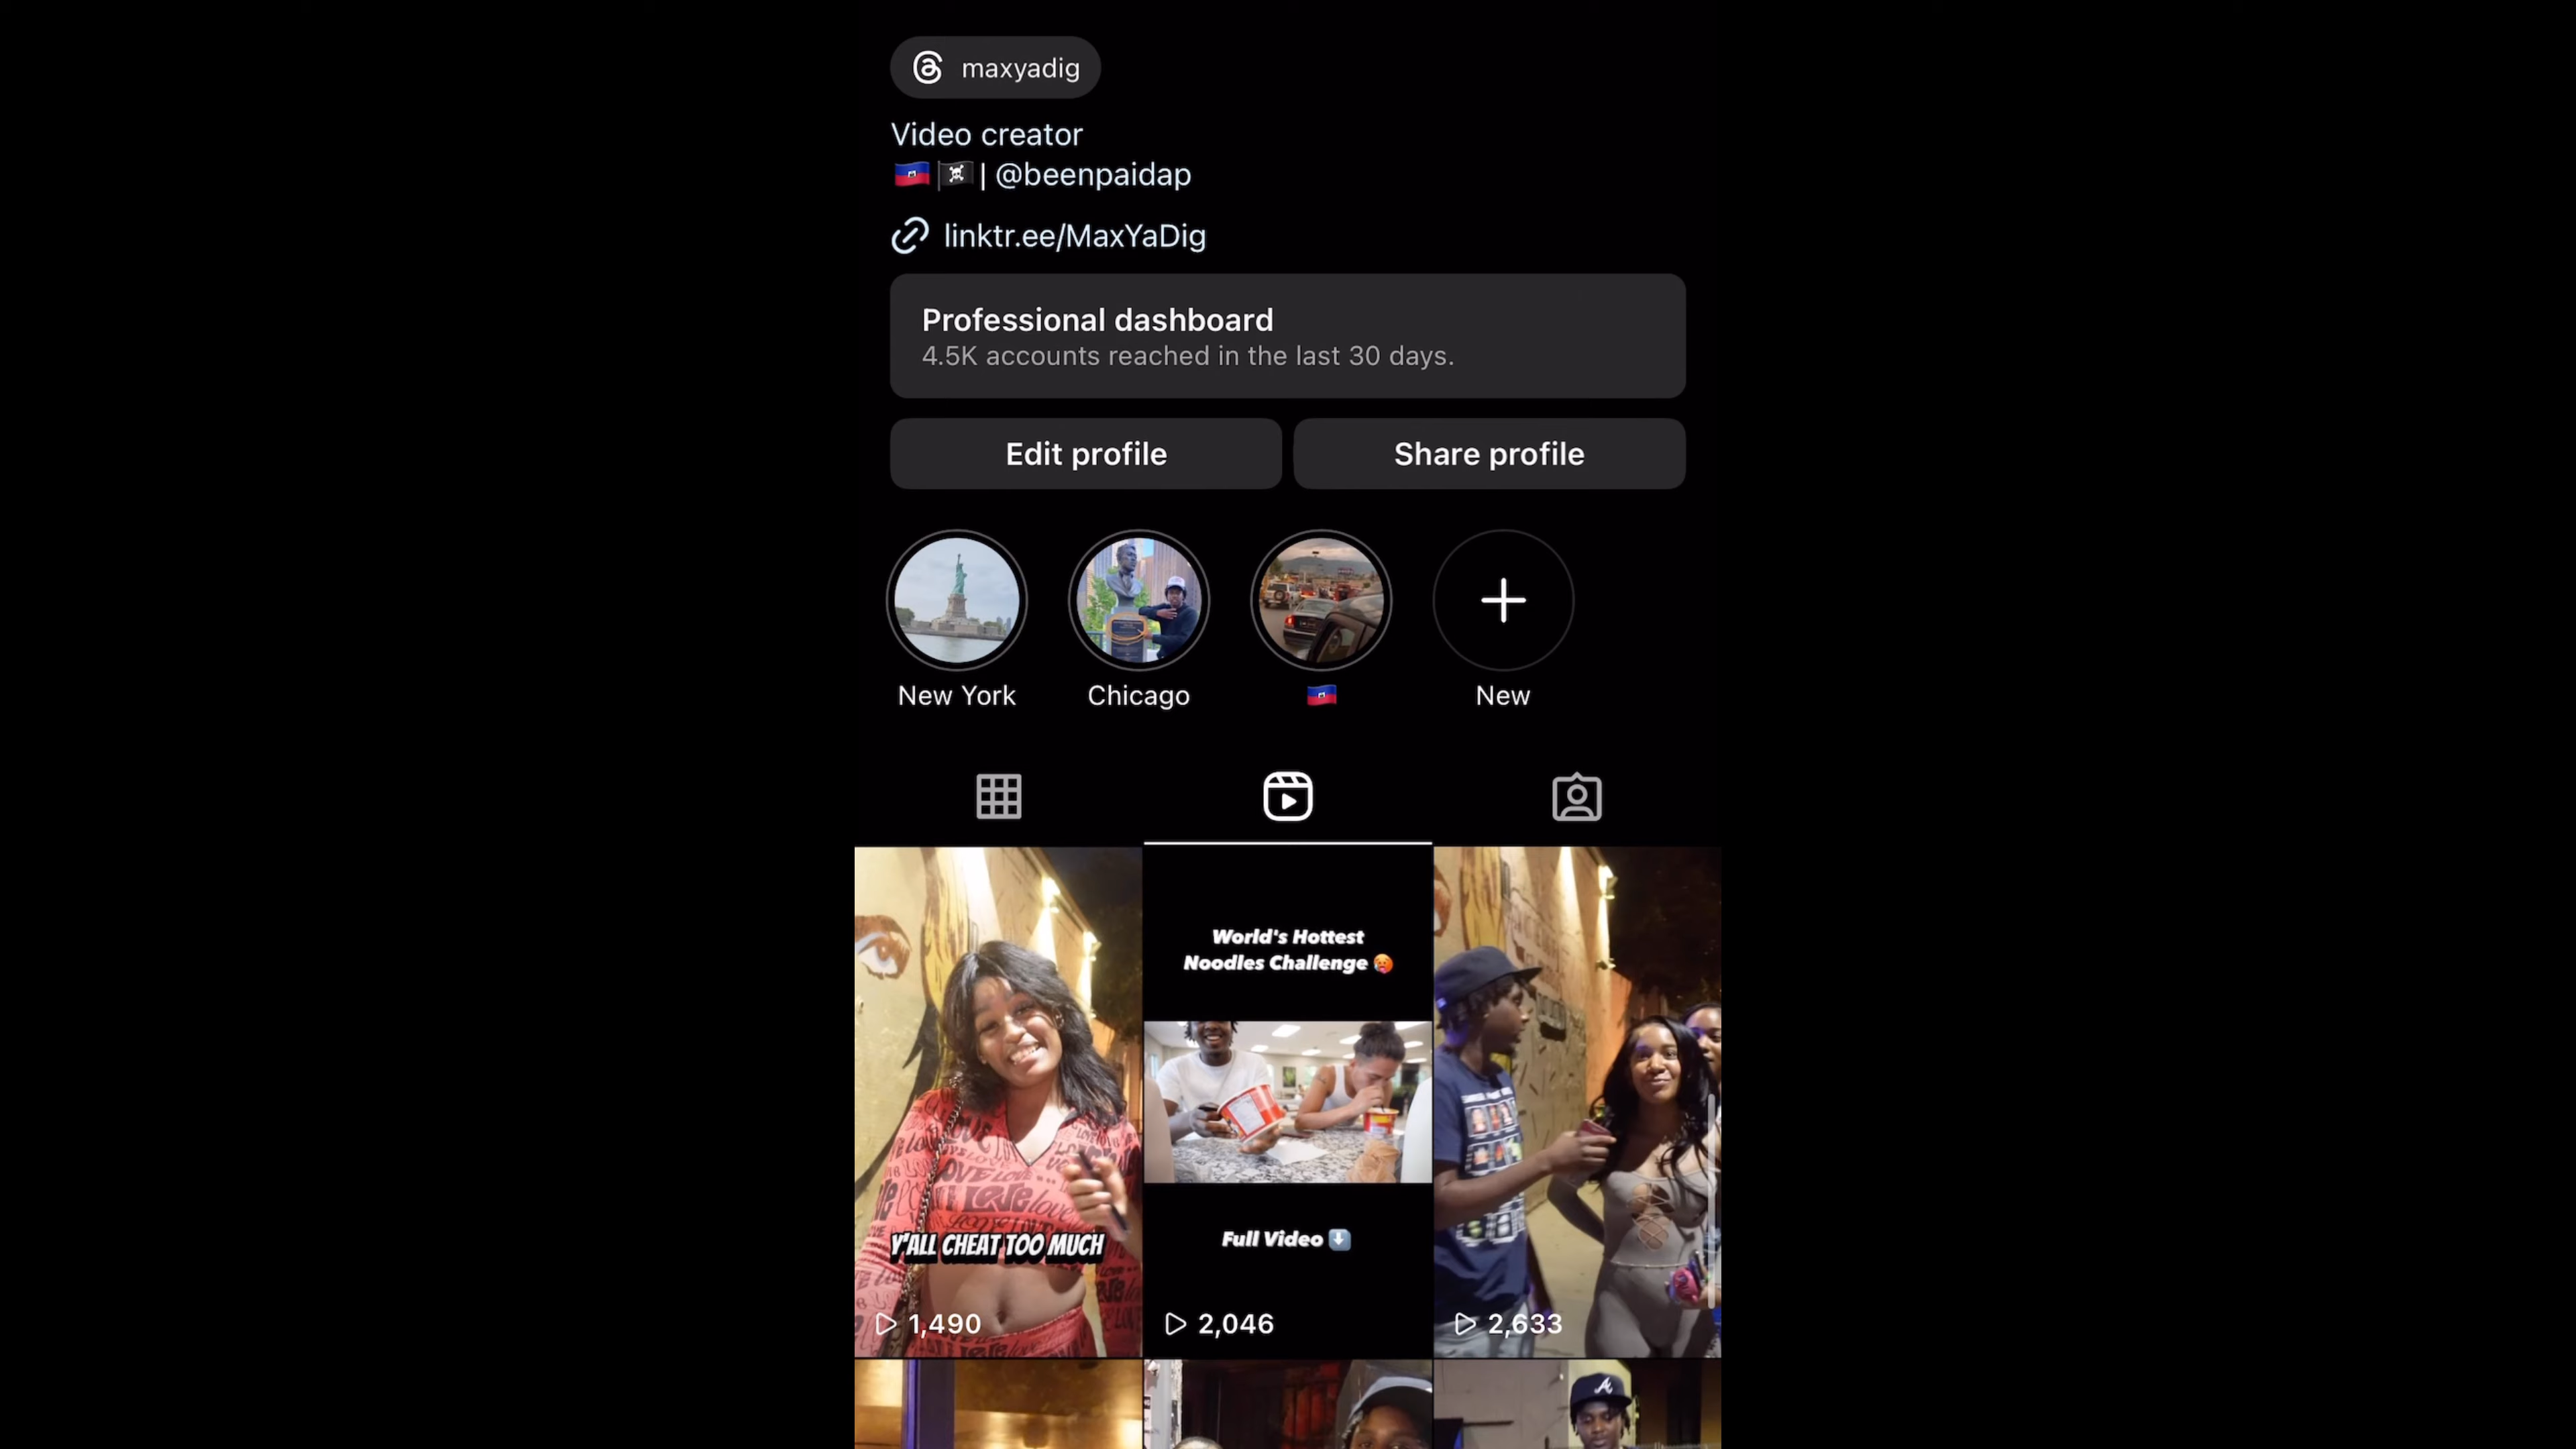 maxyadig
Video creator
🇭🇹🏴‍☠️| @beenpaidap
linktr.ee/MaxYaDig
Professional dashboard
4.5K accounts reached in the last 30 days.
Edit profile
Share profile
New York
Chicago
🇭🇹
New
World's Hottest
Noodles Challenge 🥵
Full Video ⬇️
Y'ALL CHEAT TOO MUCH
1,490
2,046
2,633